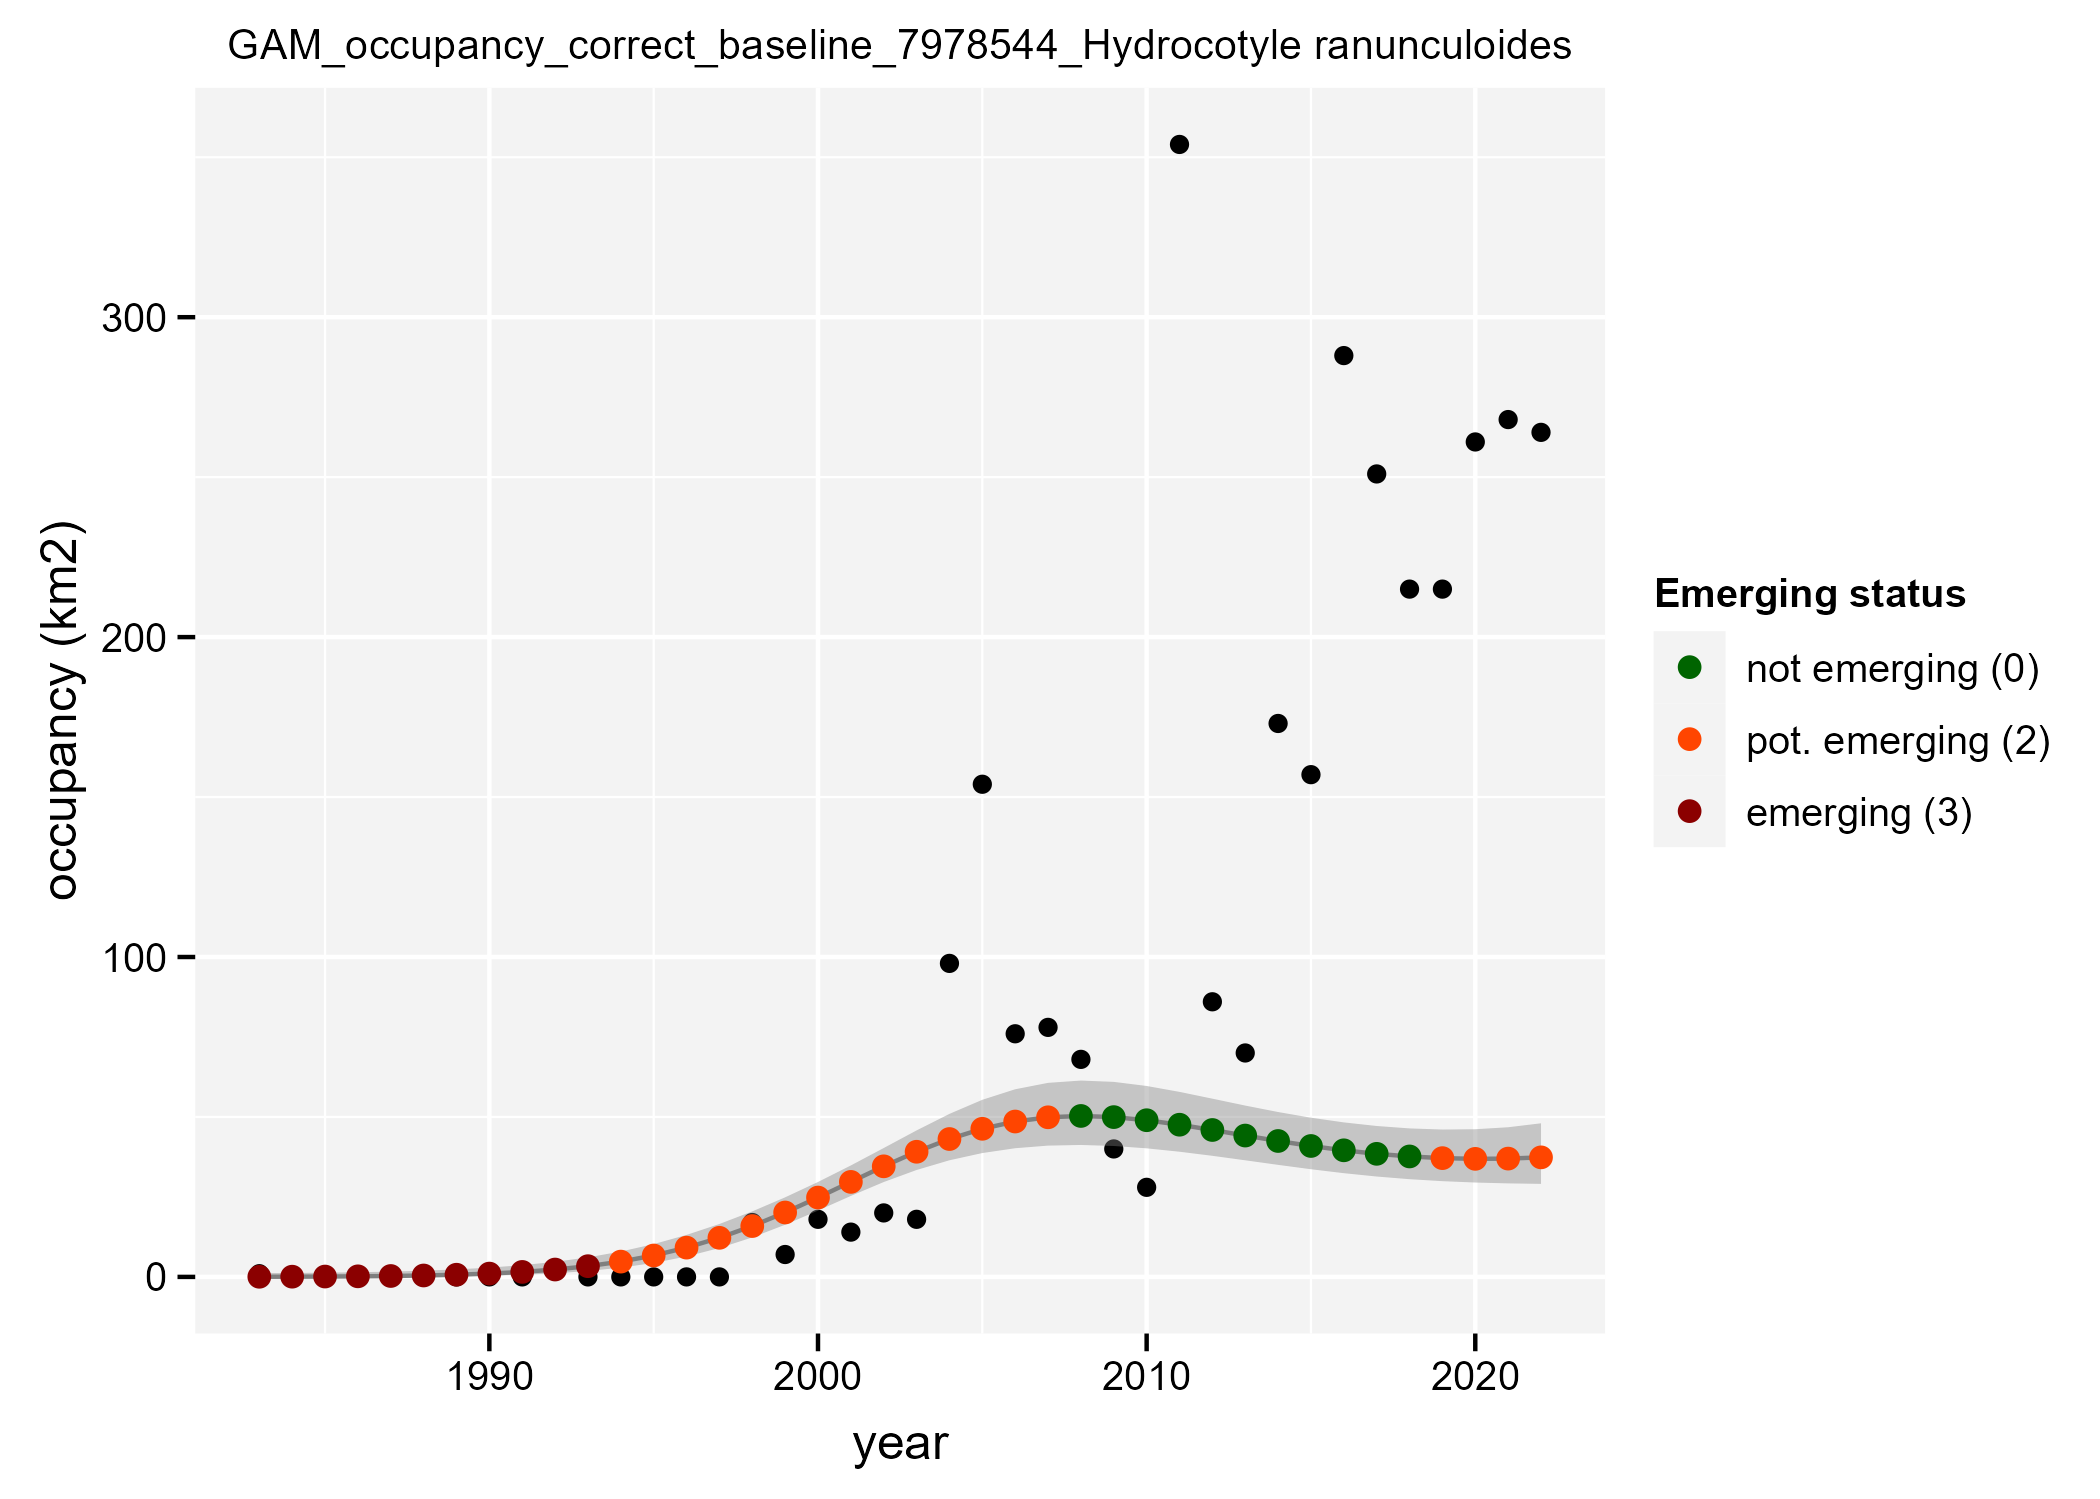 GAM_occupancy_correct_baseline_7978544_Hydrocotyle ranunculoides
occupancy (km2)
300
200
100
0
1990
2000
2010
2020
year
Emerging status
not emerging (0)
pot. emerging (2)
emerging (3)